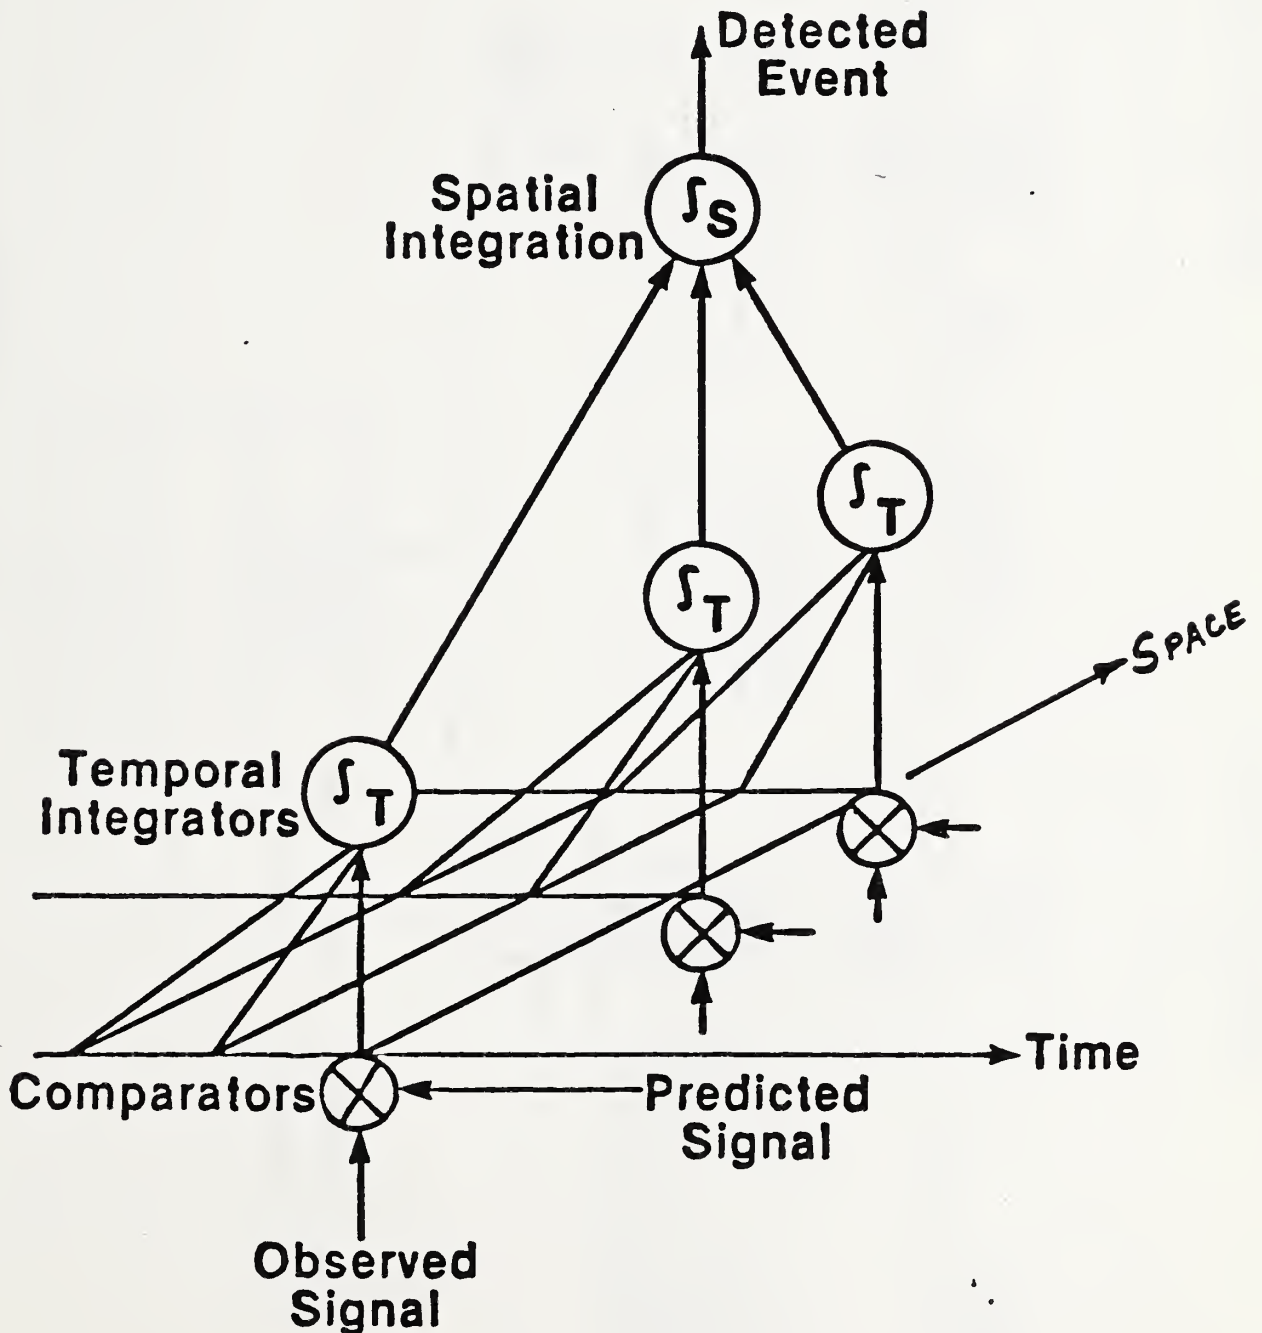 Detected
Event
Spatial
Integration
∫S
∫T
∫T
SPACE
Temporal
Integrators
∫T
Time
Comparators
Predicted
Signal
Observed
Signal